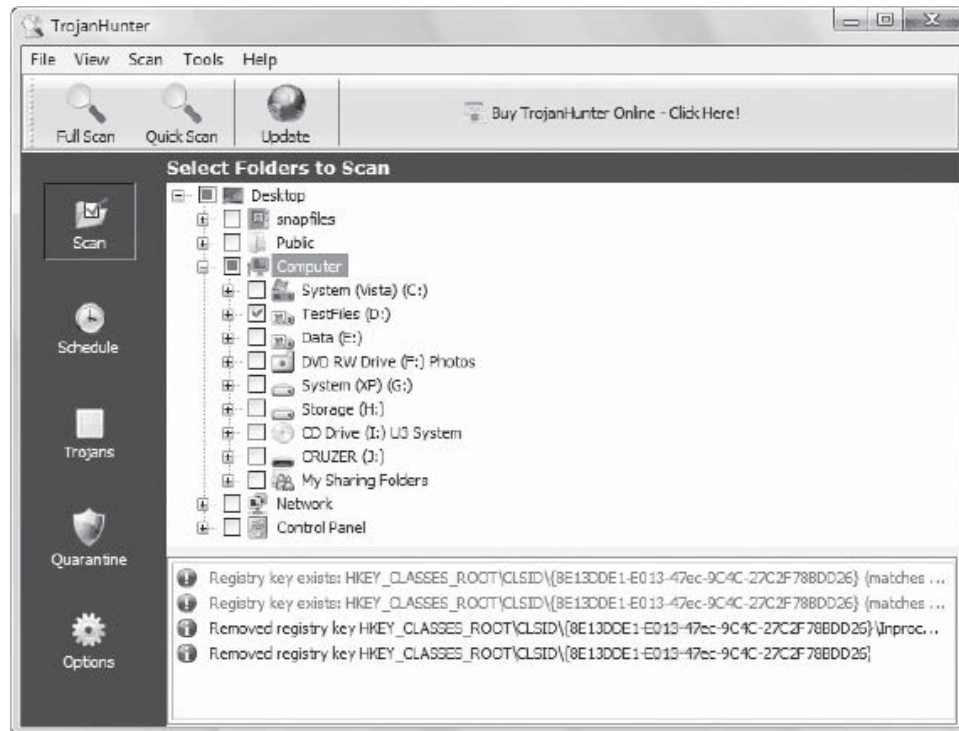 TrojanHunter
File View Scan Tools Help
Full Scan Quick Scan Update Buy TrojanHunter Online - Click Here!
Select Folders to Scan
Desktop
snapfiles
Public
Computer
System (Vista) (C:)
TestFiles (D:)
Data (E:)
DVD RW Drive (F:) Photos
System (XP) (G:)
Storage (H:)
CD Drive (I:) U3 System
CRUZER (J:)
My Sharing Folders
Network
Control Panel
Scan
Schedule
Trojans
Quarantine
Options
Registry key exists: HKEY_CLASSES_ROOT\CLSID\{8E13DDE1-E013-47ec-9C4C-27C2F78BDD26} (matches ...
Registry key exists: HKEY_CLASSES_ROOT\CLSID\{8E13DDE1-E013-47ec-9C4C-27C2F78BDD26} (matches ...
Removed registry key HKEY_CLASSES_ROOT\CLSID\{8E13DDE1-E013-47ec-9C4C-27C2F78BDD26}\Inproc...
Removed registry key HKEY_CLASSES_ROOT\CLSID\{8E13DDE1-E013-47ec-9C4C-27C2F78BDD26}